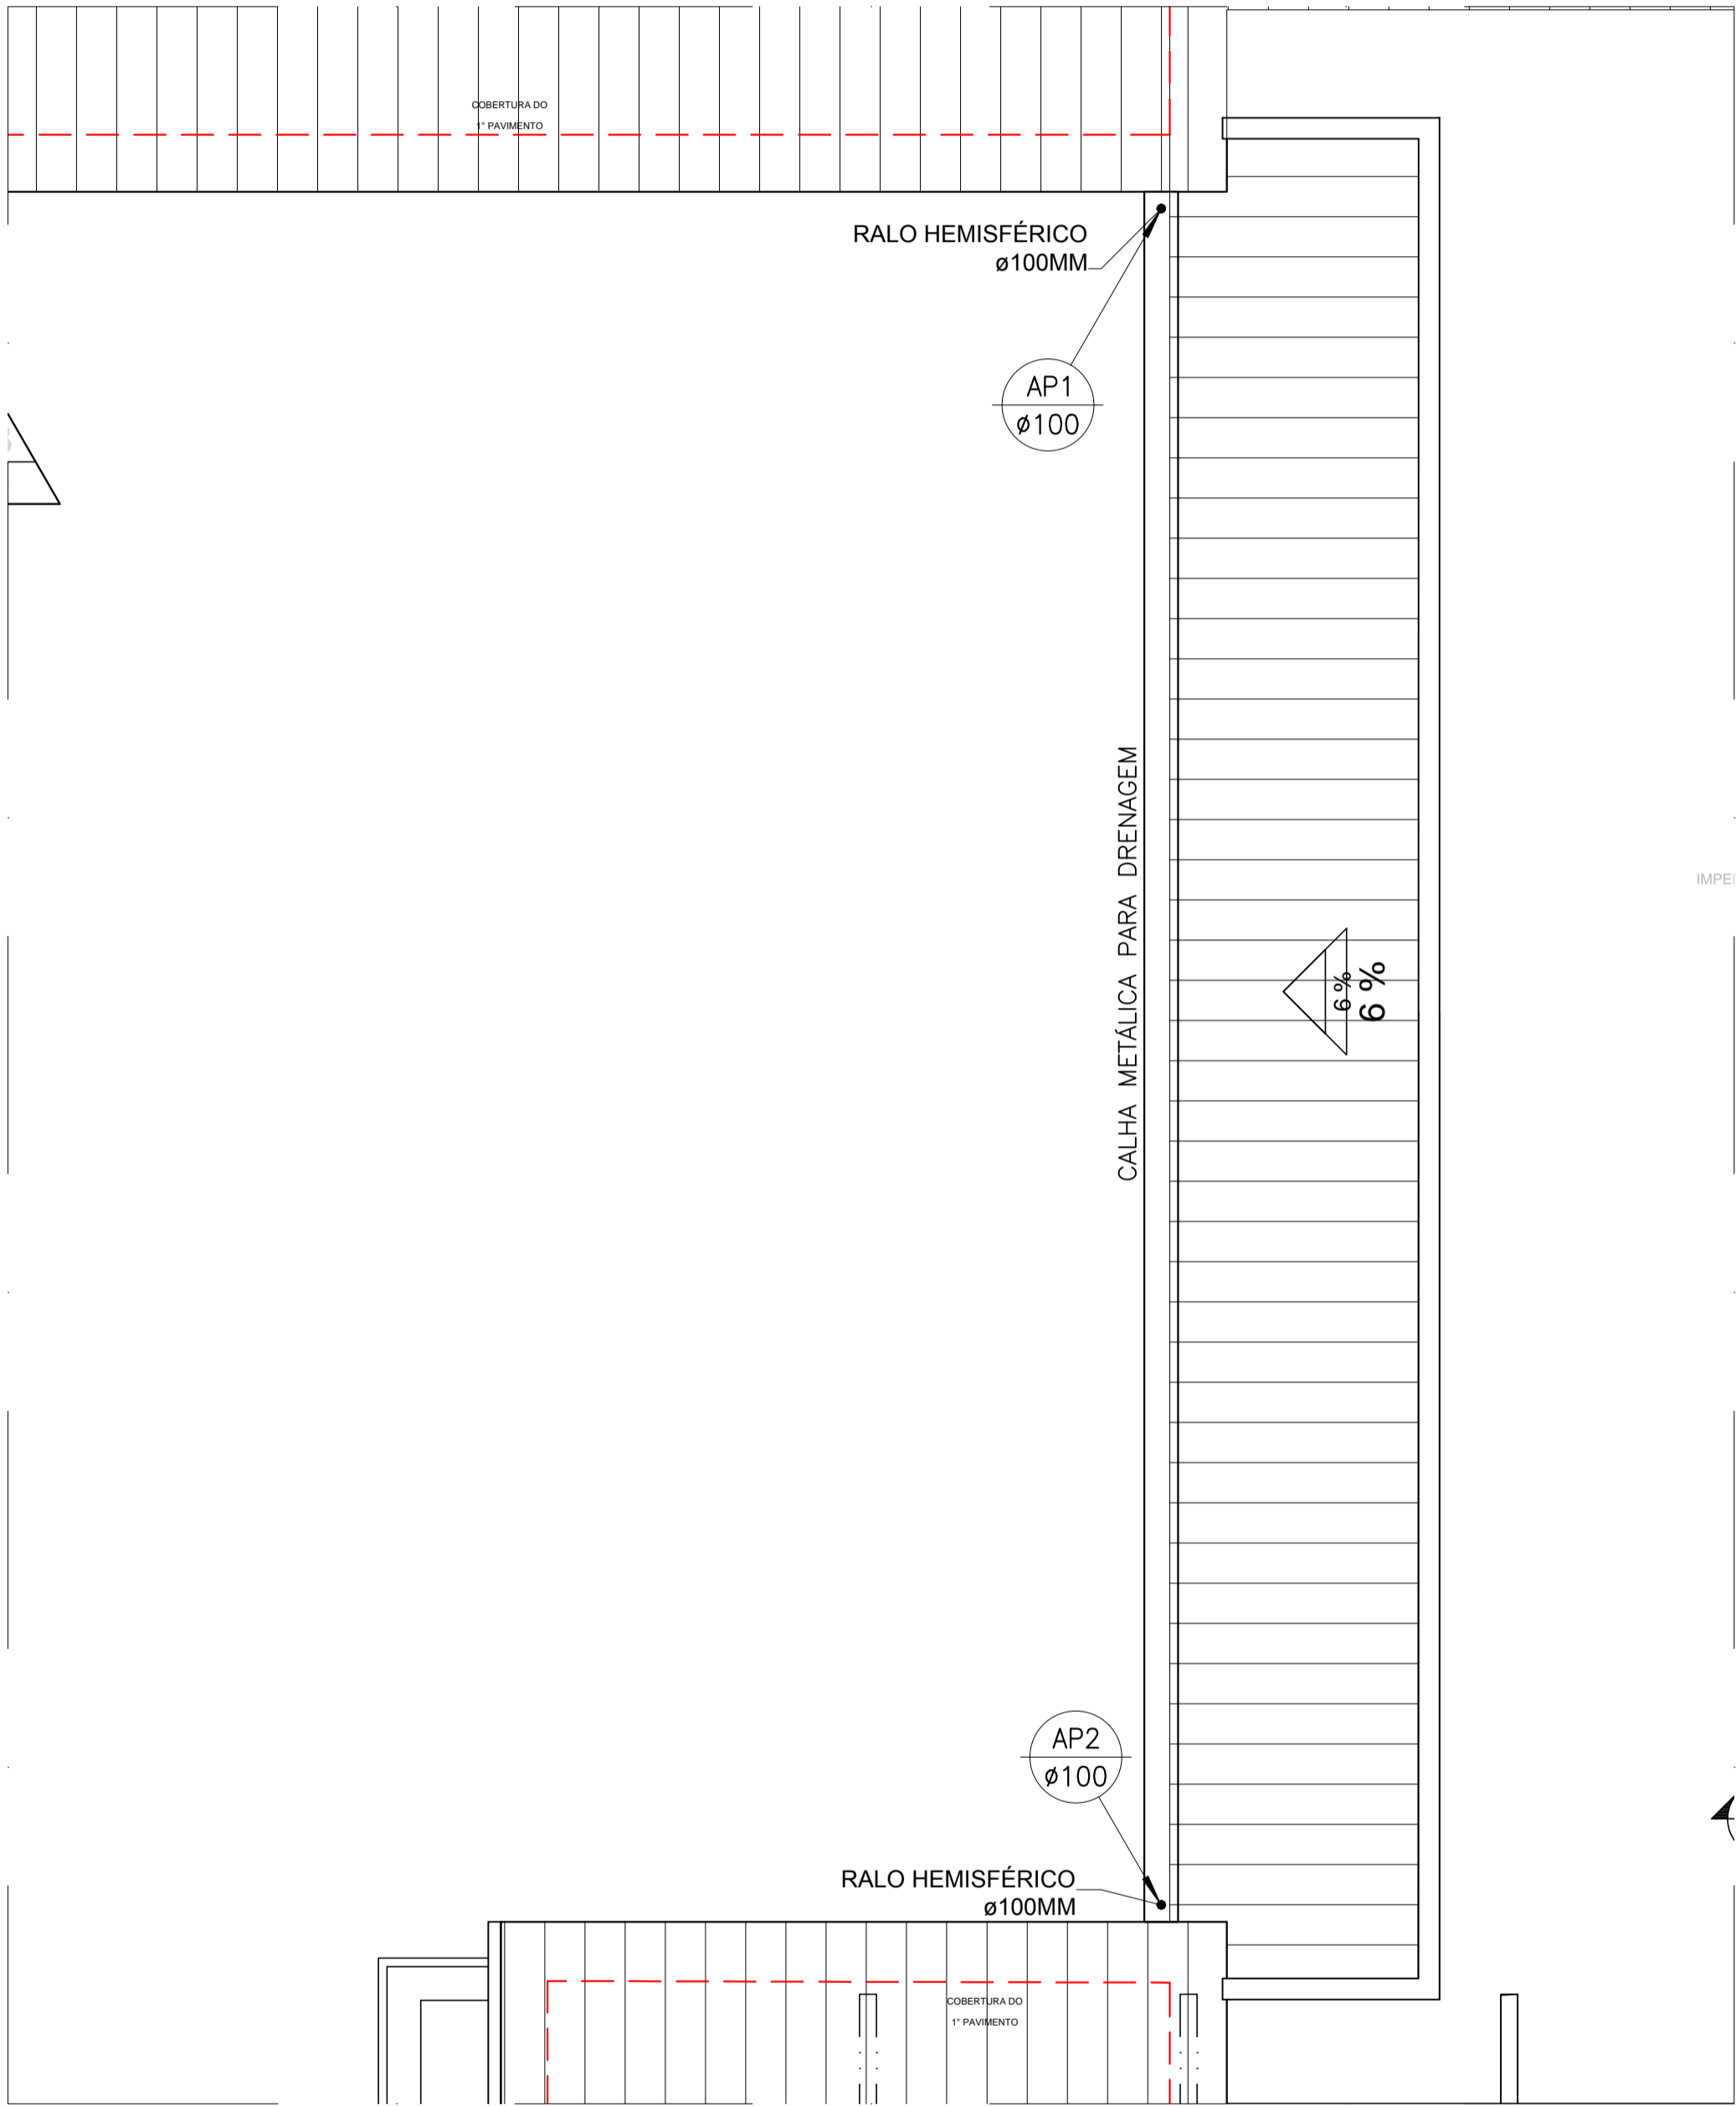 COBERTURA DO
1° PAVIMENTO
RALO HEMISFÉRICO
ø100MM
AP1
ø100
CALHA METÁLICA PARA DRENAGEM
6 %
6 %
AP2
ø100
RALO HEMISFÉRICO
ø100MM
COBERTURA DO
1° PAVIMENTO